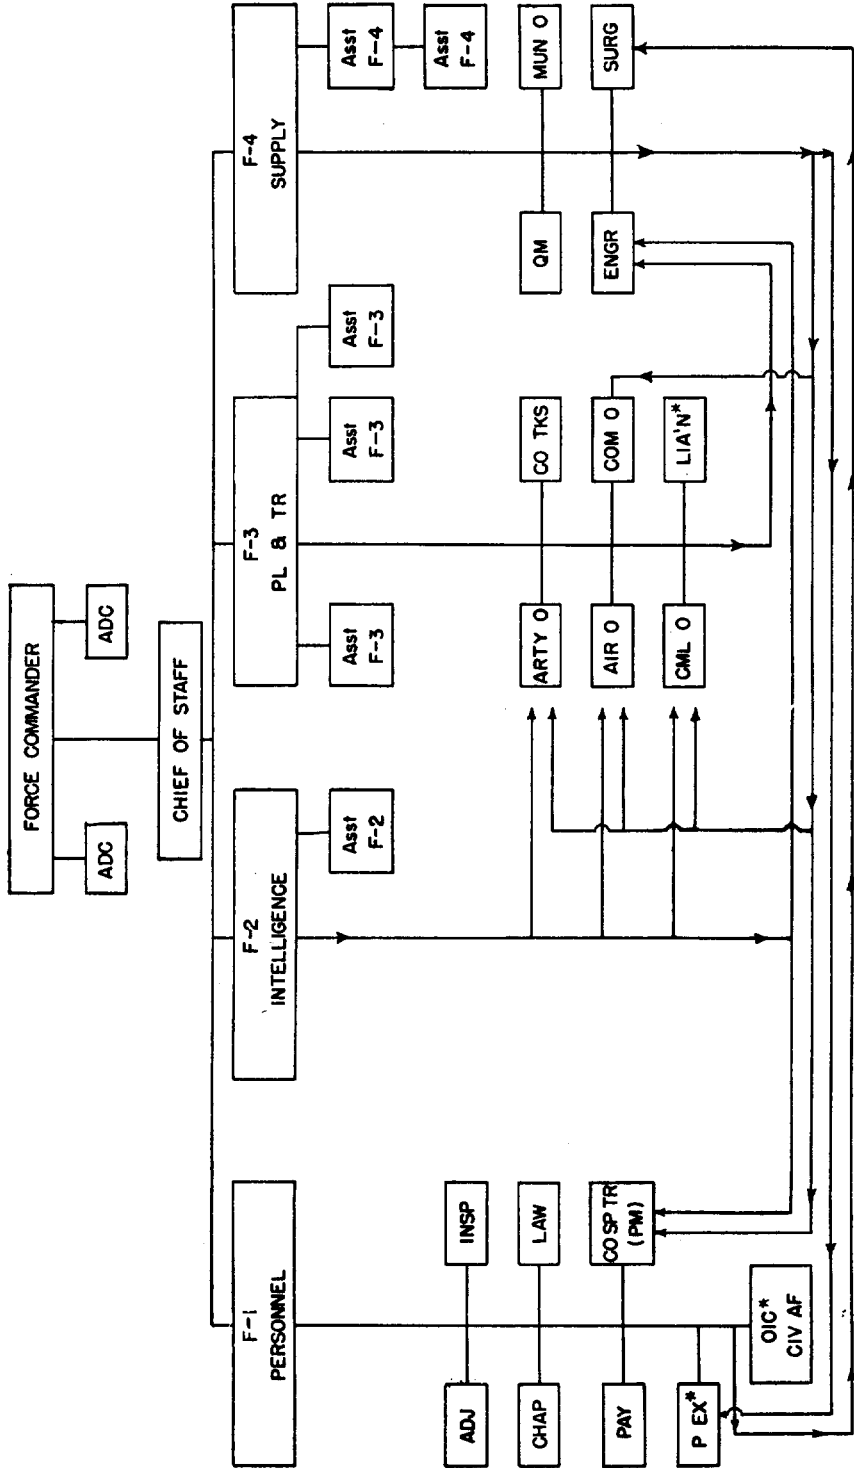 FORCE COMMANDER
ADC
ADC
CHIEF OF STAFF
F-1
PERSONNEL
F-2
INTELLIGENCE
F-3
PL & TR
F-4
SUPPLY
Asst
F-2
Asst
F-3
Asst
F-3
Asst
F-3
Asst
F-4
Asst
F-4
ADJ
INSP
CHAP
LAW
PAY
CO SP TR
(PM)
P EX*
OIC*
CIV AF
ARTY O
CO TKS
AIR O
COM O
CML O
LIA'N*
QM
MUN O
ENGR
SURG